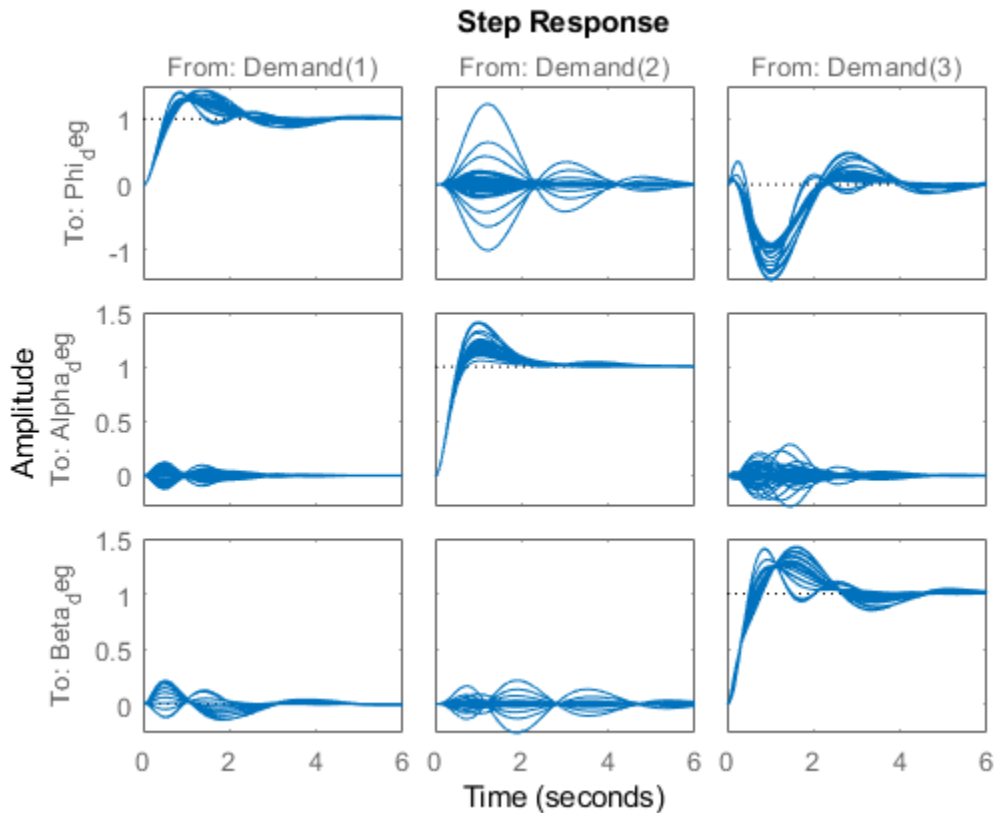 Step Response
From: Demand(1) From: Demand(2) From: Demand(3)
To: Phi_deg
1
0
-1
To: Alpha_deg
1.5
1
0.5
0
To: Beta_deg
1.5
1
0.5
0
Amplitude
0 2 4 6 0 2 4 6 0 2 4 6
Time (seconds)